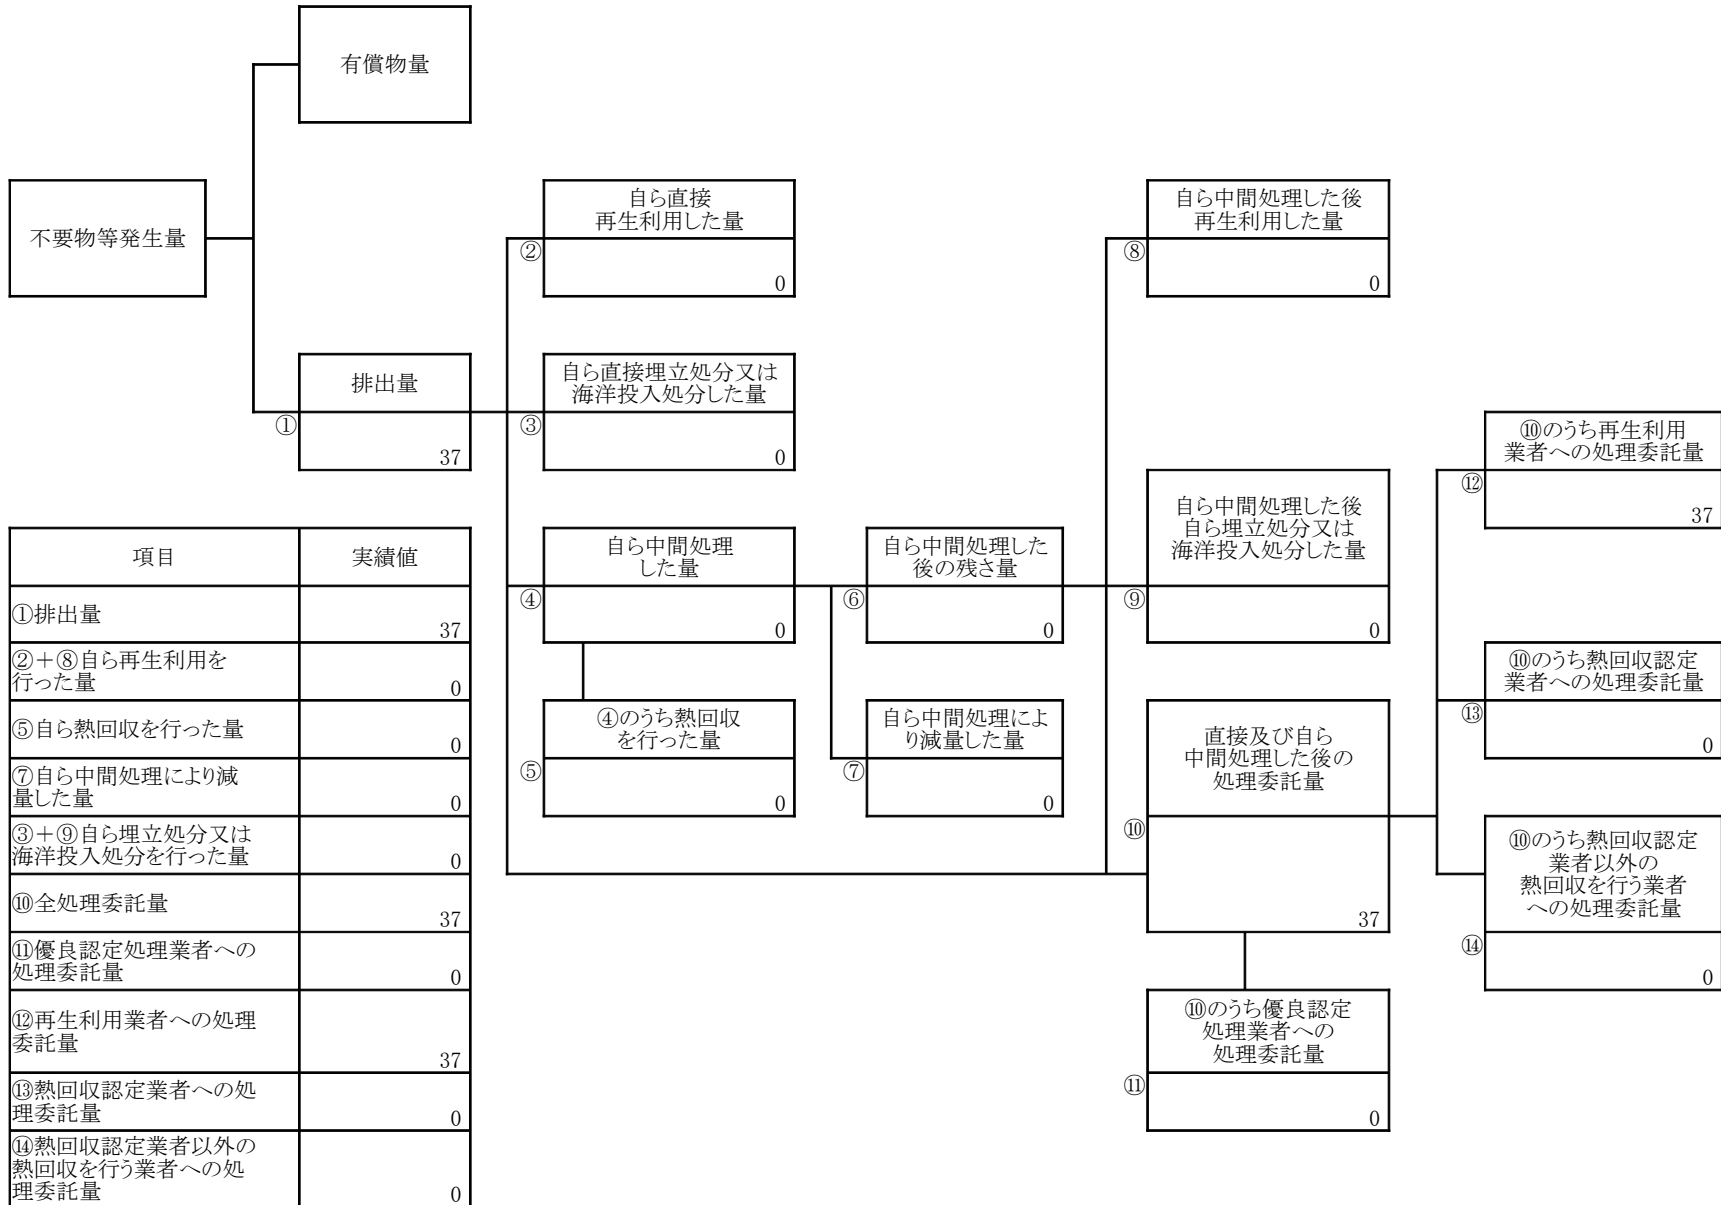 有償物量
不要物等発生量
自ら直接
再生利用した量
②
0
自ら中間処理した後
再生利用した量
⑧
0
排出量
①
37
自ら直接埋立処分又は
海洋投入処分した量
③
0
⑩のうち再生利用
業者への処理委託量
⑫
37
自ら中間処理した後
自ら埋立処分又は
海洋投入処分した量
⑨
0
自ら中間処理
した量
④
0
自ら中間処理した
後の残さ量
⑥
0
⑩のうち熱回収認定
業者への処理委託量
⑬
0
④のうち熱回収
を行った量
⑤
0
自ら中間処理によ
り減量した量
⑦
0
直接及び自ら
中間処理した後の
処理委託量
⑩
37
⑩のうち熱回収認定
業者以外の
熱回収を行う業者
への処理委託量
⑭
0
⑩のうち優良認定
処理業者への
処理委託量
⑪
0
項目 実績値
①排出量
37
②＋⑧自ら再生利用を
行った量
0
⑤自ら熱回収を行った量
0
⑦自ら中間処理により減
量した量
0
③＋⑨自ら埋立処分又は
海洋投入処分を行った量
0
⑩全処理委託量
37
⑪優良認定処理業者への
処理委託量
0
⑫再生利用業者への処理
委託量
37
⑬熱回収認定業者への処
理委託量
0
⑭熱回収認定業者以外の
熱回収を行う業者への処
理委託量
0